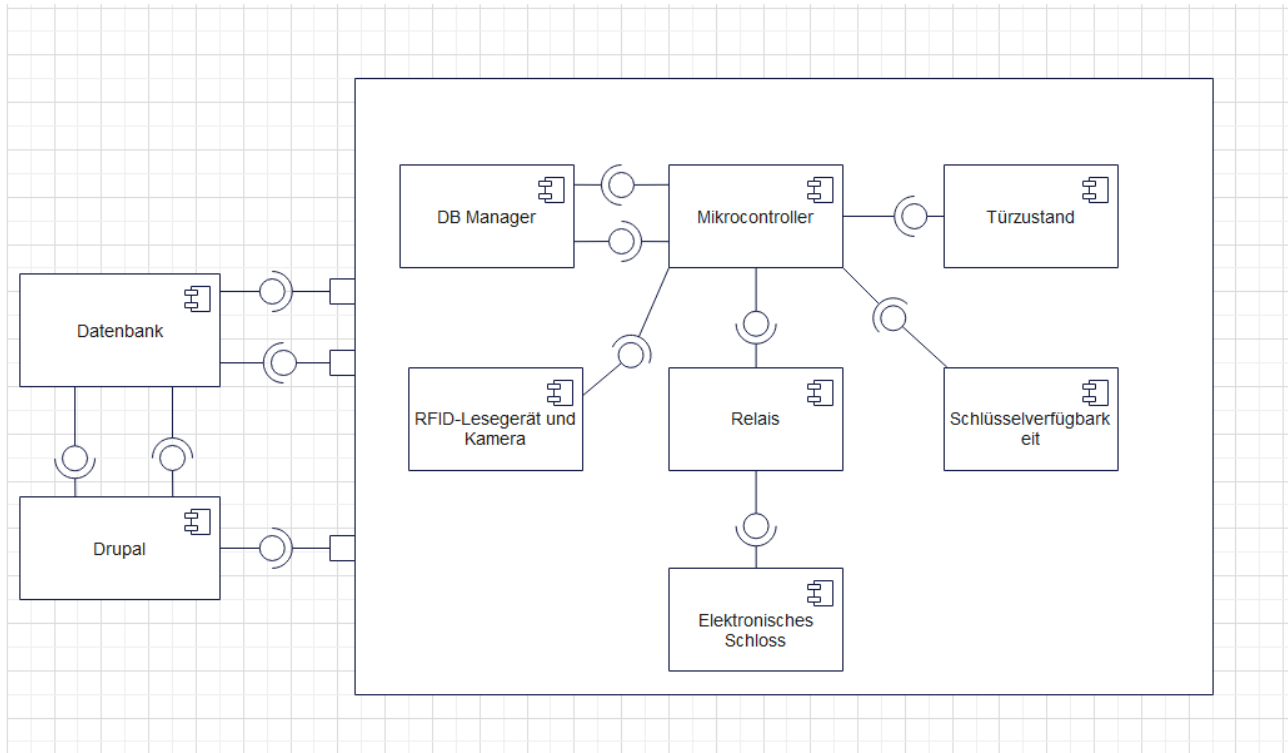 DB Manager
Mikrocontroller
Türzustand
Datenbank
RFID-Lesegerät und
Kamera
Relais
Schlüsselverfügbark
eit
Drupal
Elektronisches
Schloss